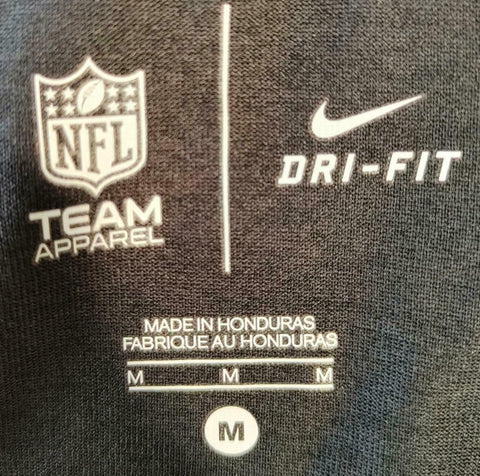 NFL
TEAM
APPAREL
DRI-FIT
MADE IN HONDURAS
FABRIQUE AU HONDURAS
M M M
M